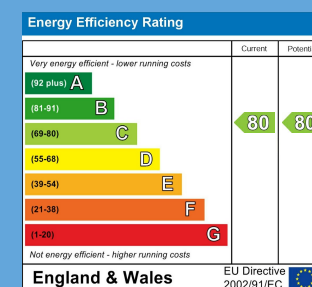 Energy Efficiency Rating
Current
Very energy efficient - lower running costs
(92 plus) A
(81-91) B
(69-80) C
80 80
(55-68) D
(39-54) E
(21-38) F
(1-20) G
Not energy efficient - higher running costs
England & Wales
EU Directive
2002/91/EC